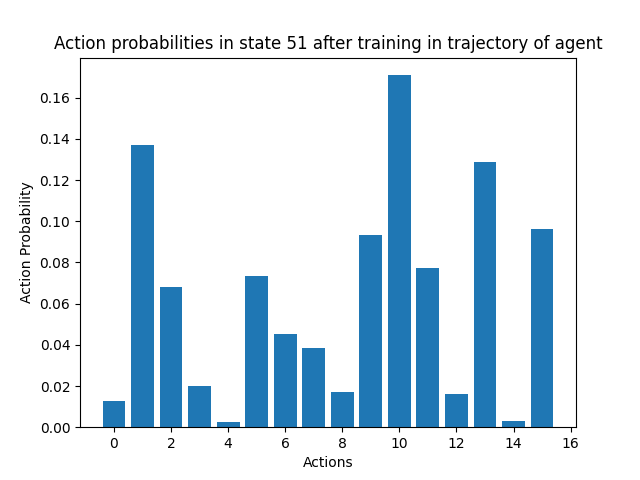 Action probabilities in state 51 after training in trajectory of agent
0.16
0.14
0.12
0.10
0.08
0.06
0.04
0.02
0.00
Action Probability
0 2 4 6 8 10 12 14 16
Actions